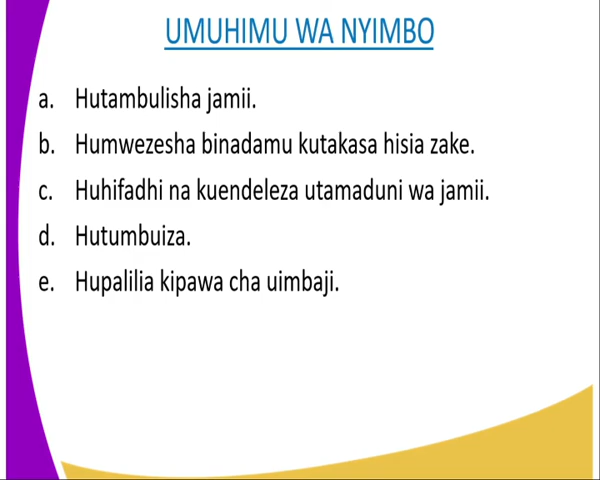 UMUHIMU WA NYIMBO
a. Hutambulisha jamii.
b. Humwezesha binadamu kutakasa hisia zake.
c. Huhifadhi na kuendeleza utamaduni wa jamii.
d. Hutumbuiza.
e. Hupalilia kipawa cha uimbaji.